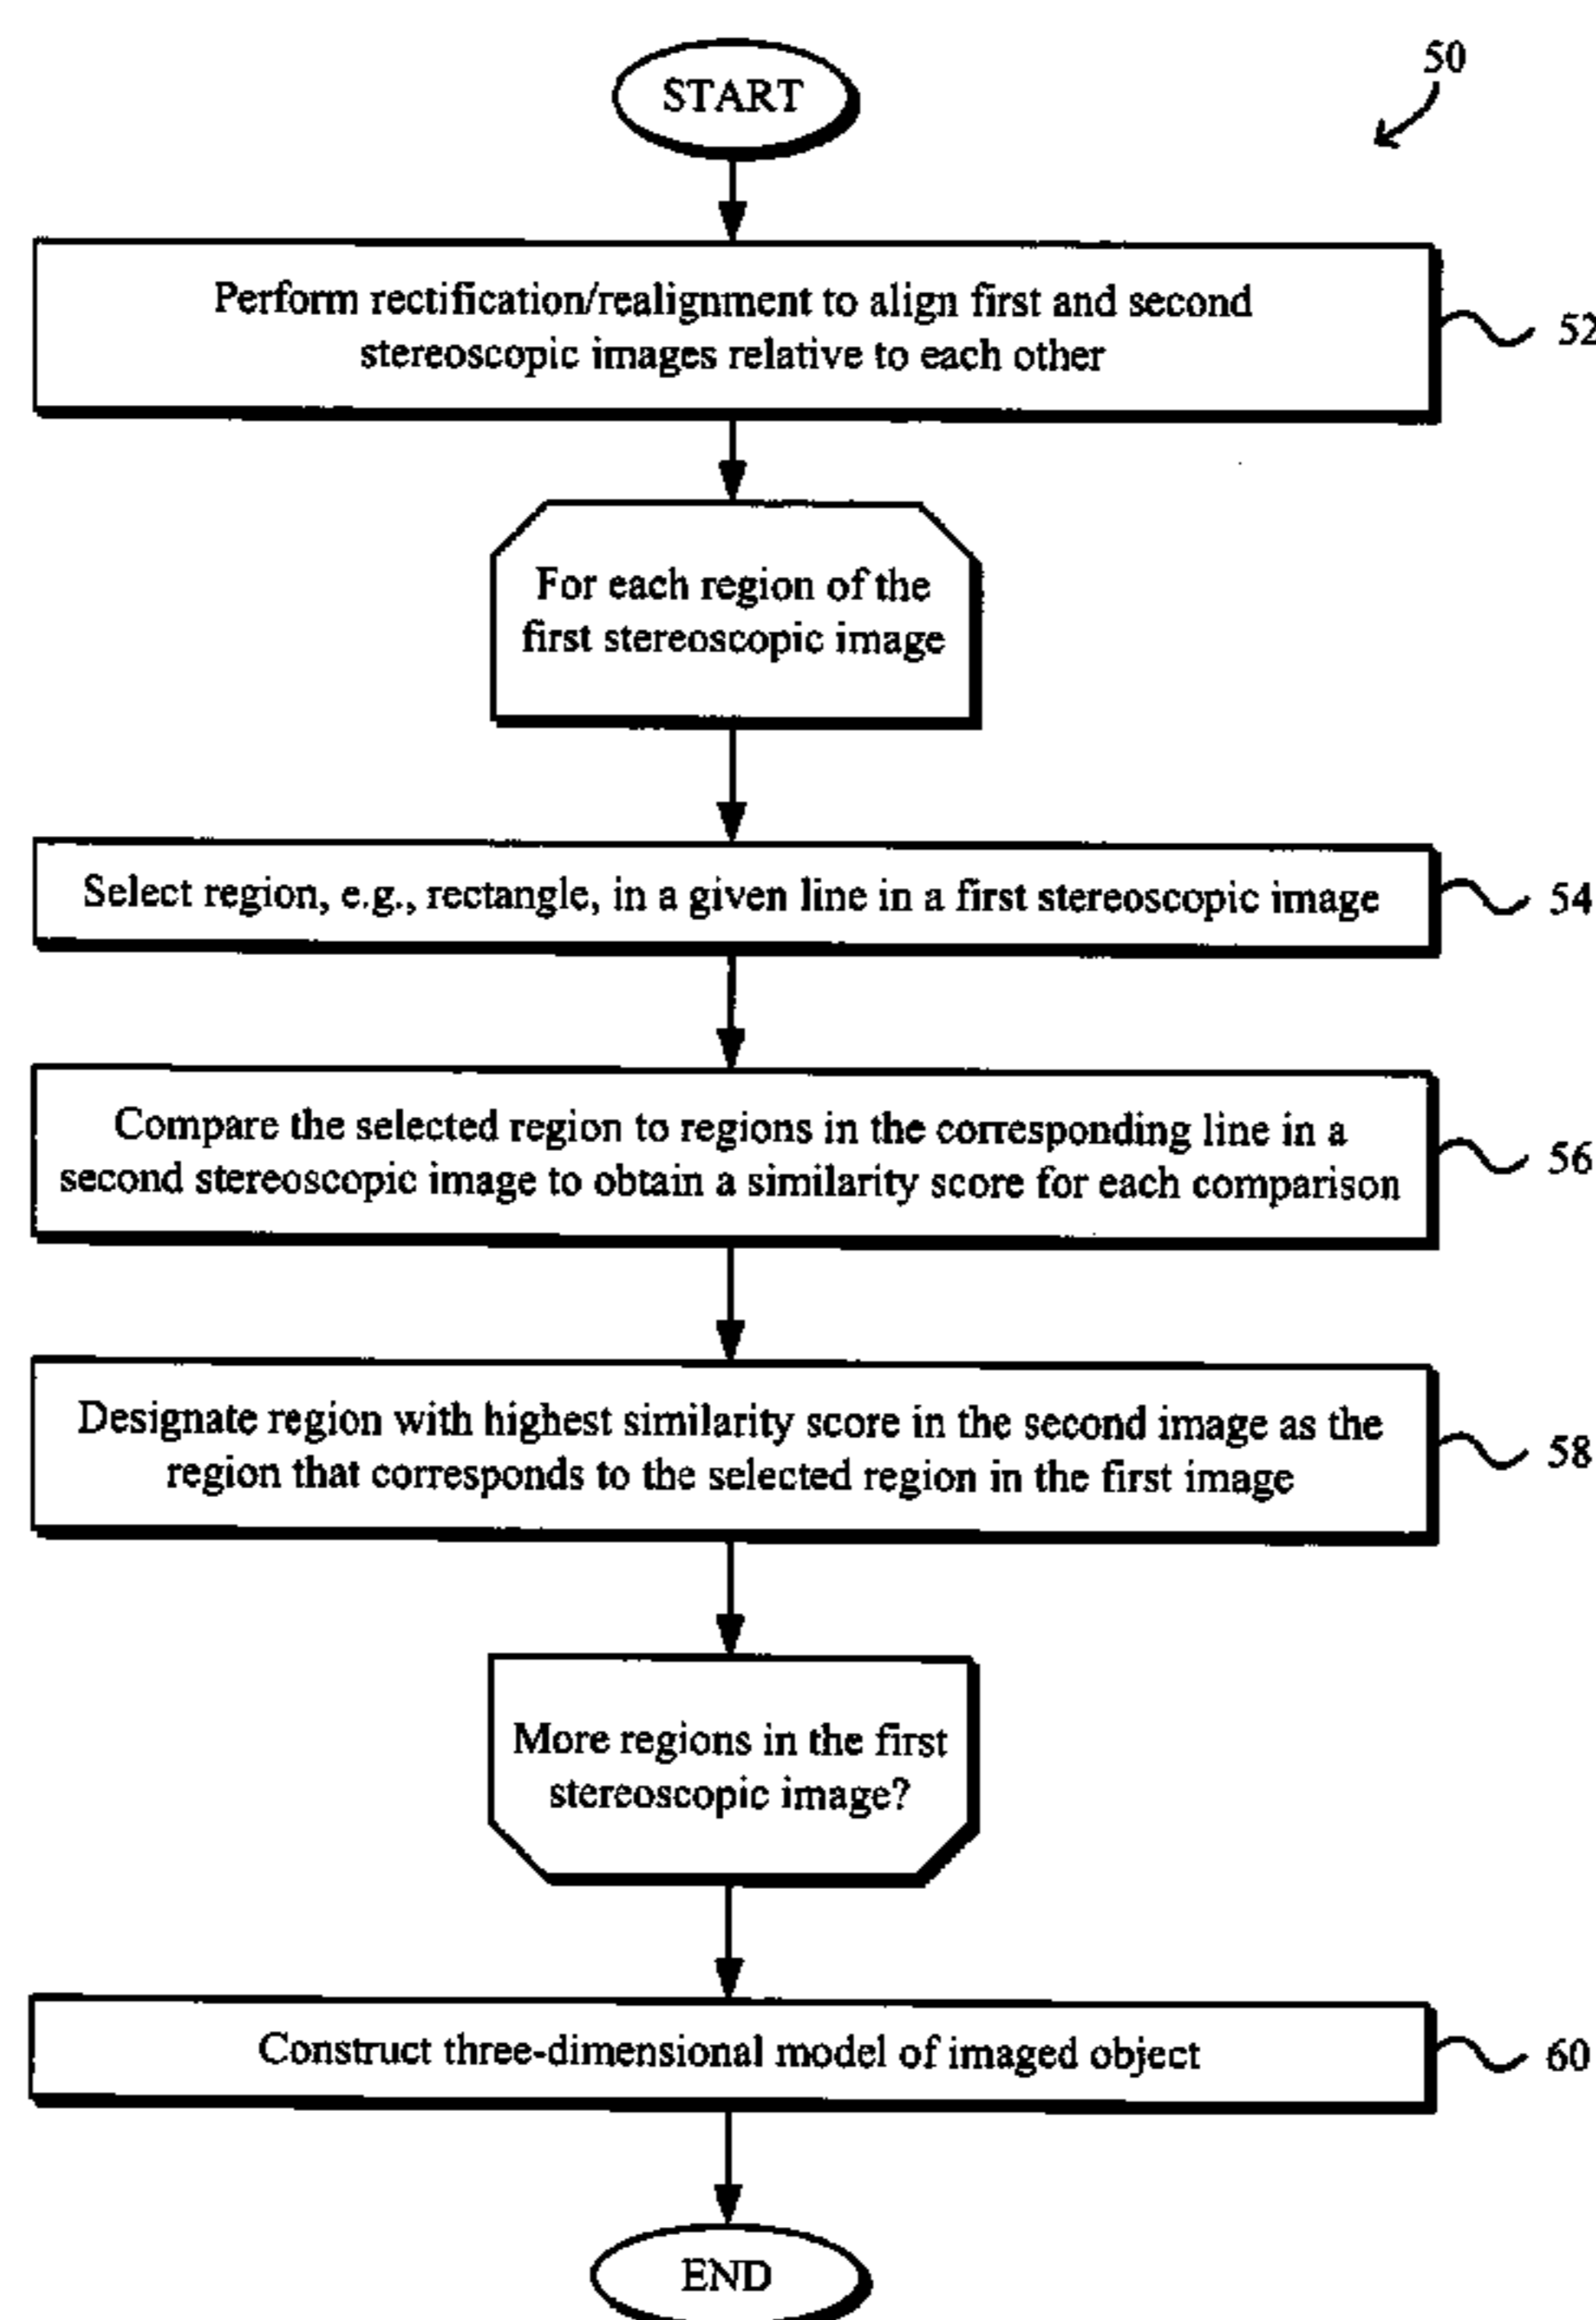 START
50
Perform rectification/realignment to align first and second
stereoscopic images relative to each other
52
For each region of the
first stereoscopic image
Select region, e.g., rectangle, in a given line in a first stereoscopic image
54
Compare the selected region to regions in the corresponding line in a
second stereoscopic image to obtain a similarity score for each comparison
56
Designate region with highest similarity score in the second image as the
region that corresponds to the selected region in the first image
58
More regions in the first
stereoscopic image?
Construct three-dimensional model of imaged object
60
END